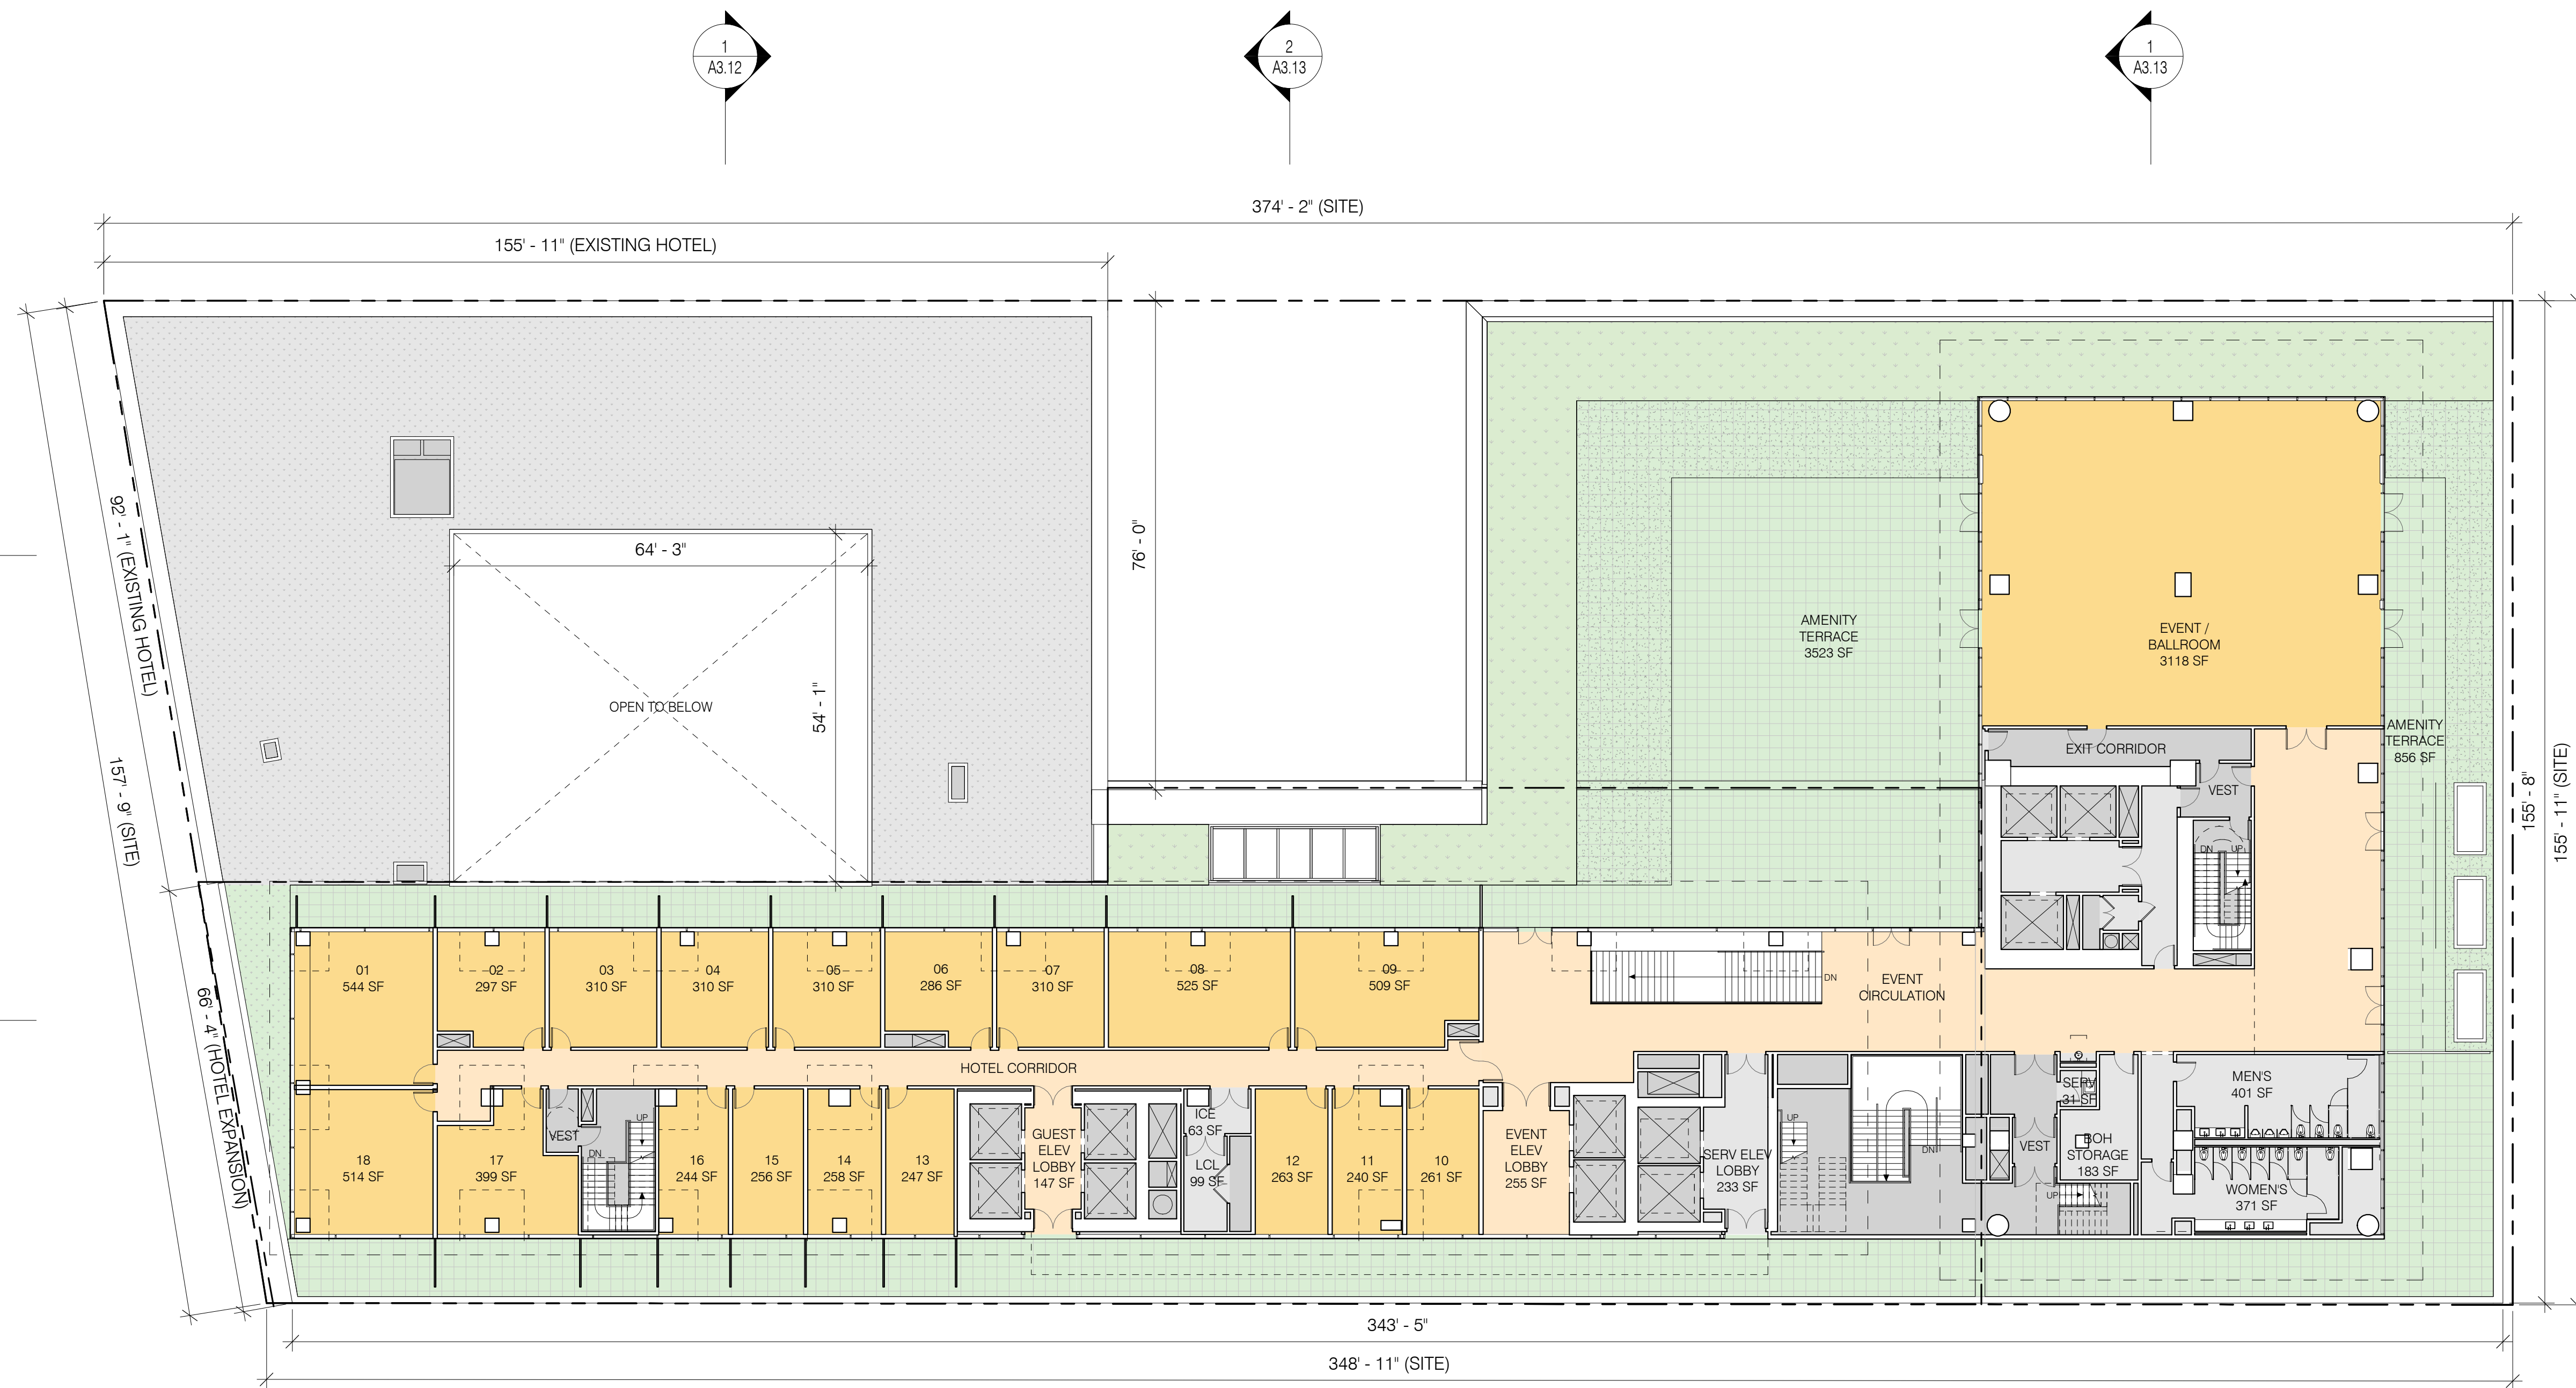 1
A3.12
2
A3.13
1
A3.13
374' - 2" (SITE)
155' - 11" (EXISTING HOTEL)
92' - 1" (EXISTING HOTEL)
157' - 9" (SITE)
66' - 4" (HOTEL EXPANSION)
76' - 0"
64' - 3"
54' - 1"
OPEN TO BELOW
AMENITY
TERRACE
3523 SF
EVENT /
BALLROOM
3118 SF
AMENITY
TERRACE
856 SF
155' - 8"
155' - 11" (SITE)
EXIT CORRIDOR
VEST
DN
UP
01
544 SF
02
297 SF
03
310 SF
04
310 SF
05
310 SF
06
286 SF
07
310 SF
08
525 SF
09
509 SF
DN
EVENT
CIRCULATION
HOTEL CORRIDOR
18
514 SF
17
399 SF
VEST
UP
DN
16
244 SF
15
256 SF
14
258 SF
13
247 SF
GUEST
ELEV
LOBBY
147 SF
ICE
63 SF
LCL
99 SF
12
263 SF
11
240 SF
10
261 SF
EVENT
ELEV
LOBBY
255 SF
SERV ELEV
LOBBY
233 SF
UP
DN
VEST
SERV
31 SF
BOH
STORAGE
183 SF
UP
MEN'S
401 SF
WOMEN'S
371 SF
343' - 5"
348' - 11" (SITE)